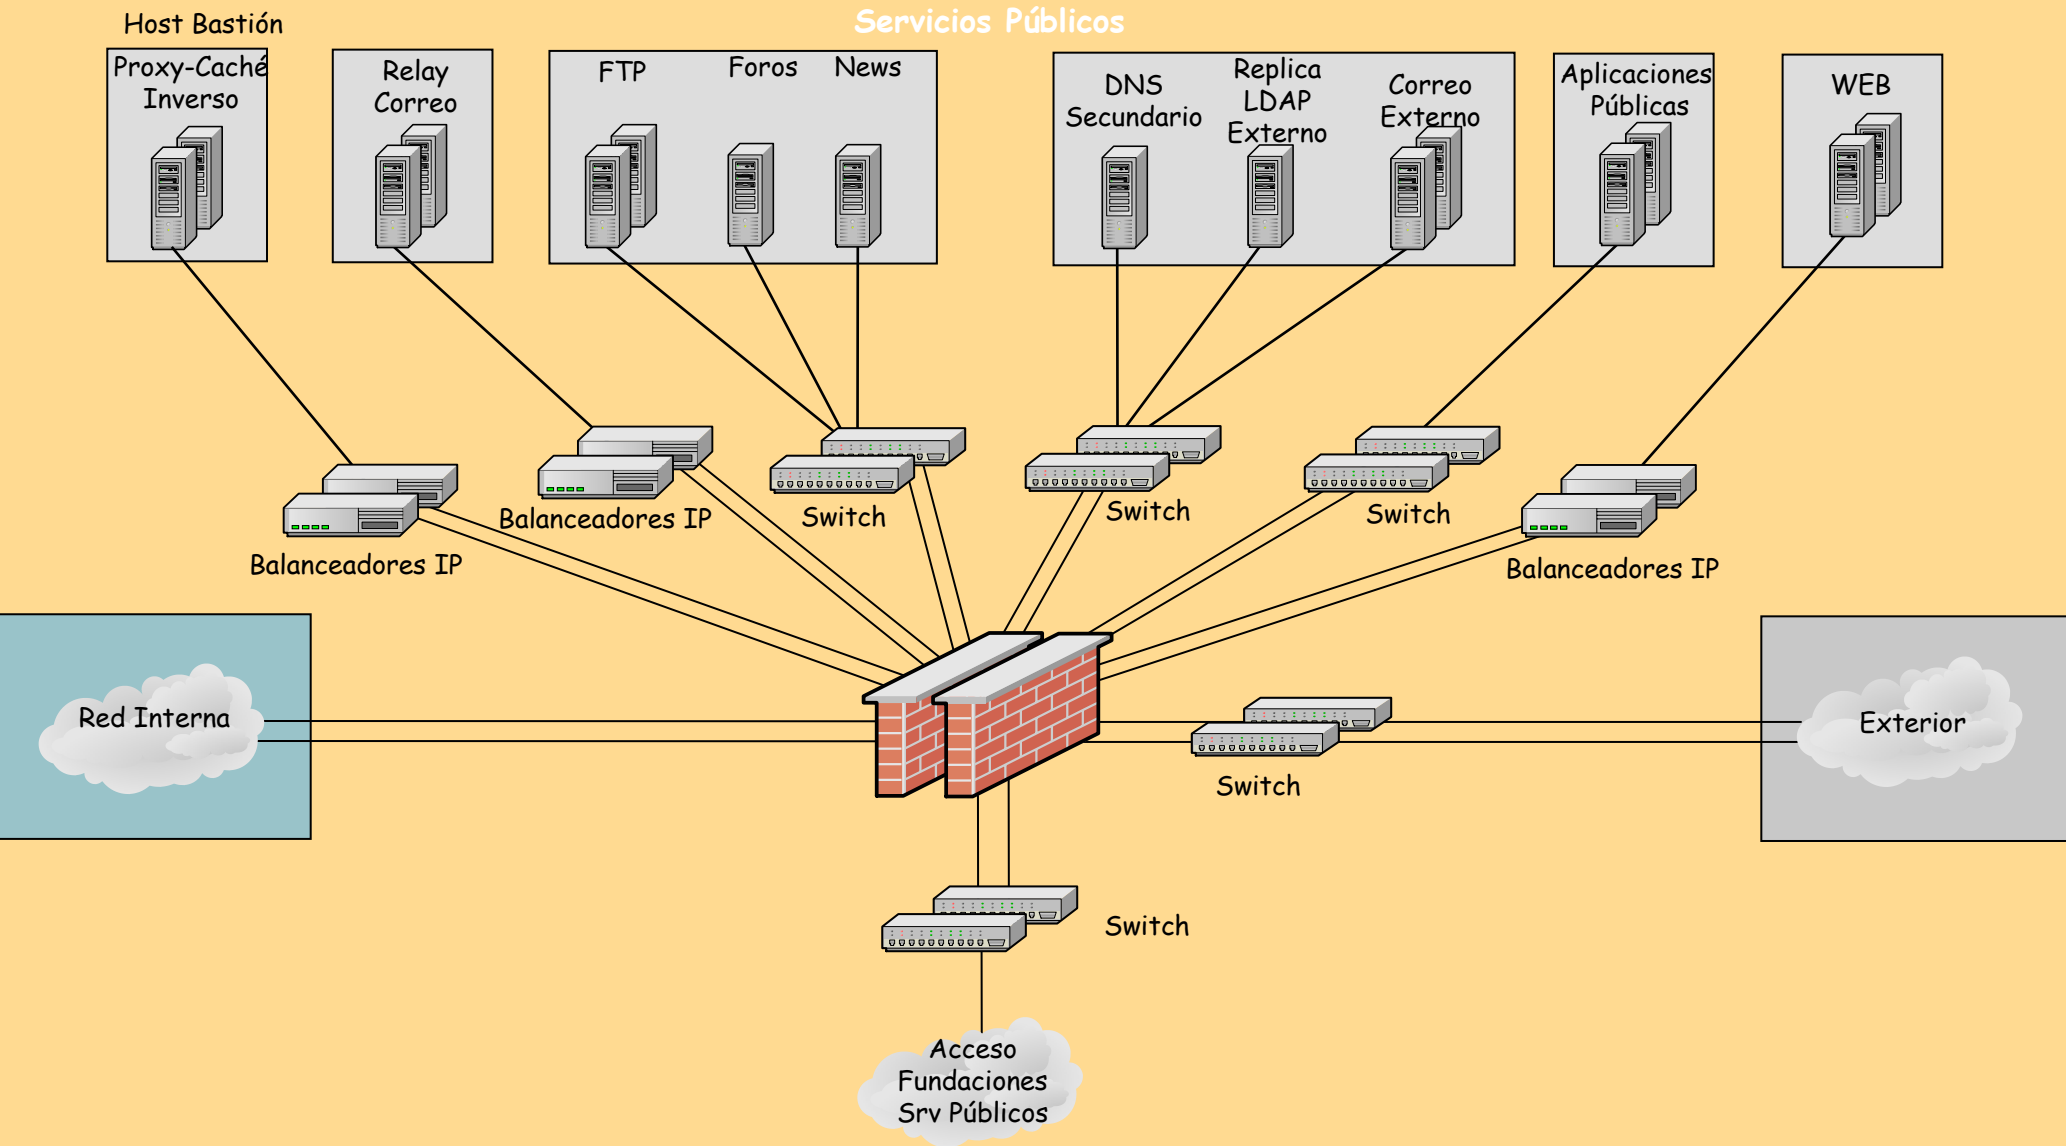 Servicios Públicos
Host Bastión
Proxy-Caché
Inverso
Relay
Correo
FTP
Foros
News
DNS
Secundario
Replica
LDAP
Externo
Correo
Externo
Aplicaciones
Públicas
WEB
Balanceadores IP
Balanceadores IP
Switch
Switch
Switch
Balanceadores IP
Red Interna
Switch
Exterior
Switch
Acceso
Fundaciones
Srv Públicos